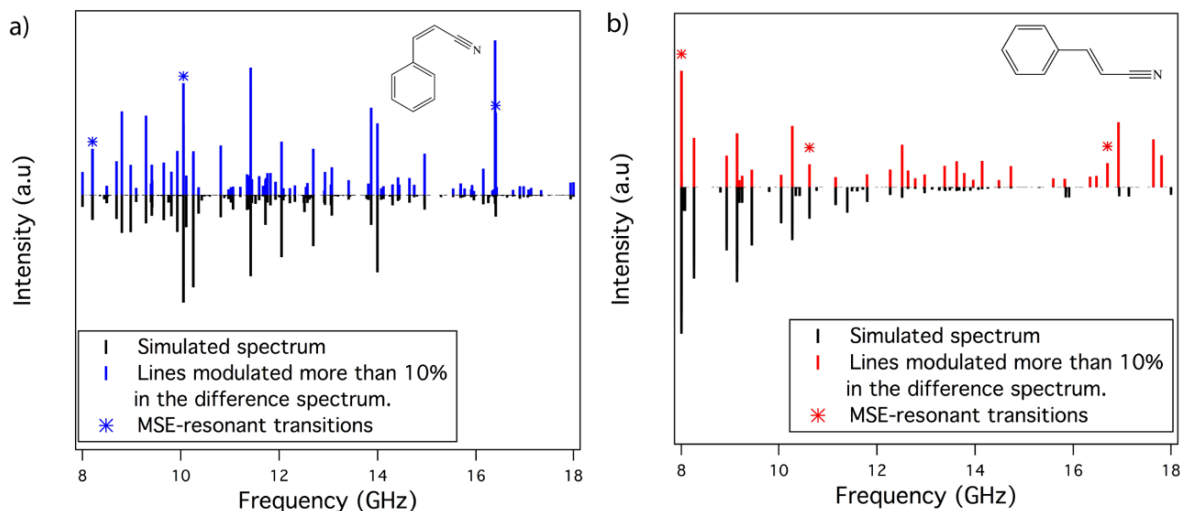 a)
N
Intensity (a.u)
Simulated spectrum
Lines modulated more than 10%
in the difference spectrum.
MSE-resonant transitions
8 10 12 14 16 18
Frequency (GHz)
b)
N
Intensity (a.u)
Simulated spectrum
Lines modulated more than 10%
in the difference spectrum.
MSE-resonant transitions
8 10 12 14 16 18
Frequency (GHz)